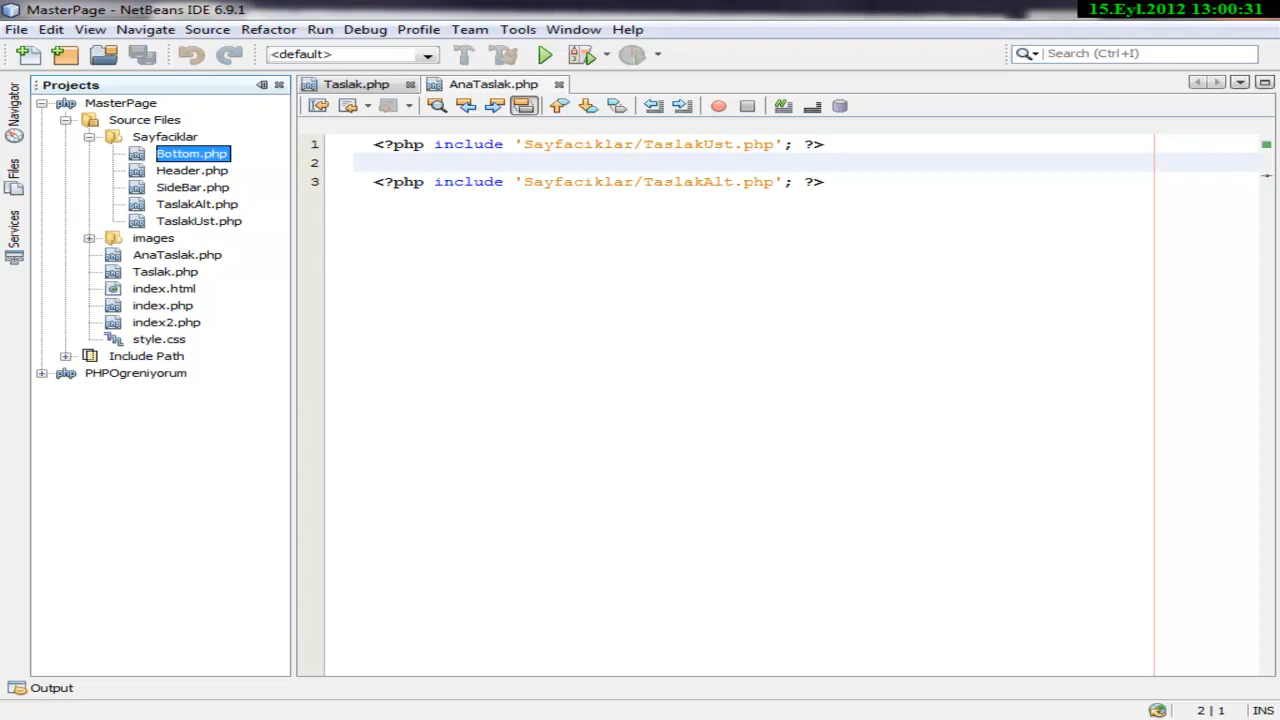 MasterPage - NetBeans IDE 6.9.1
15.Eyl.2012 13:00:31
File Edit View Navigate Source Refactor Run Debug Profile Team Tools Window Help
<default>
Search (Ctrl+I)
Projects
Taslak.php
AnaTaslak.php
Navigator
Files
Services
MasterPage
Source Files
Sayfaciklar
Bottom.php
Header.php
SideBar.php
TaslakAlt.php
TaslakUst.php
images
AnaTaslak.php
Taslak.php
index.html
index.php
index2.php
style.css
Include Path
PHPOgreniyorum
1 <?php include 'Sayfaciklar/TaslakUst.php'; ?>
2
3 <?php include 'Sayfaciklar/TaslakAlt.php'; ?>
Output
2 | 1 INS